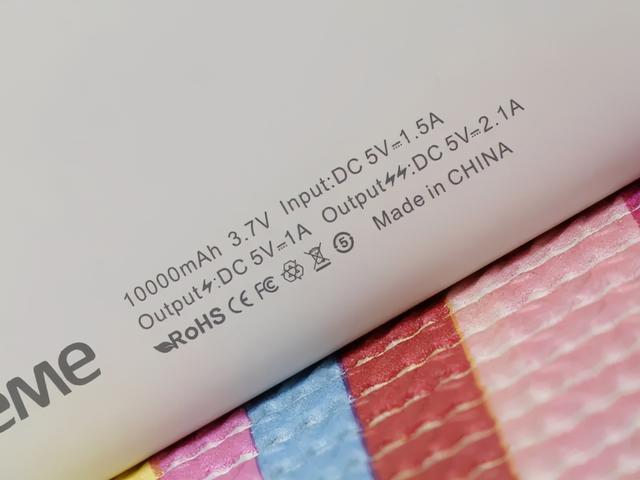 10000mAh 3.7V Input:DC 5V⎓1.5A
Output⚡:DC 5V⎓1A Output⚡⚡:DC 5V⎓2.1A
RoHS CE FC 5 Made in CHINA
eMe